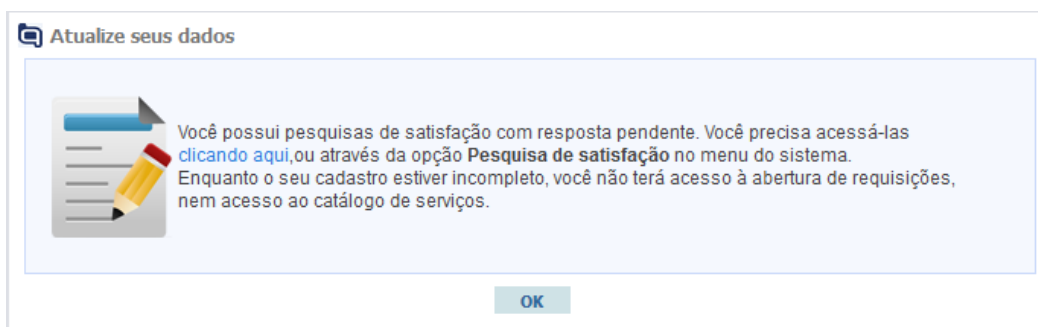 Atualize seus dados
Você possui pesquisas de satisfação com resposta pendente. Você precisa acessá-las
clicando aqui,ou através da opção Pesquisa de satisfação no menu do sistema.
Enquanto o seu cadastro estiver incompleto, você não terá acesso à abertura de requisições,
nem acesso ao catálogo de serviços.
OK